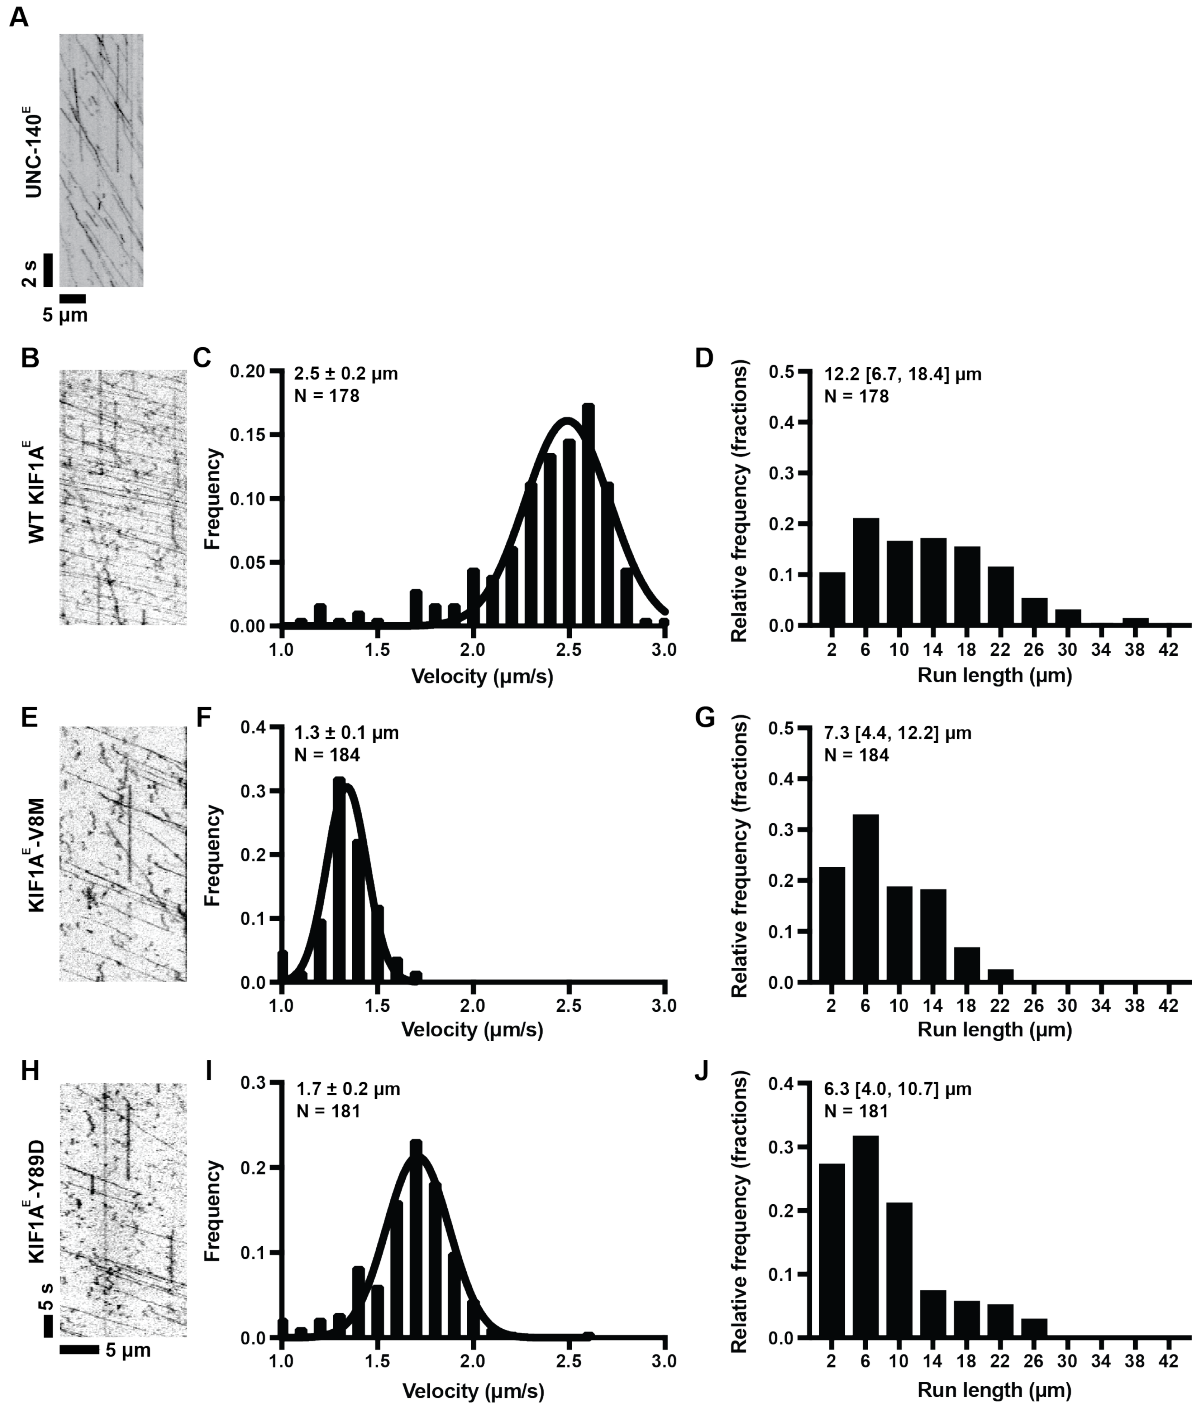 A
UNC-140E
2 s
5 µm
B
WT KIF1AE
C
0.20
0.15
0.10
0.05
0.00
Frequency
2.5 ± 0.2 µm
N = 178
1.0 1.5 2.0 2.5 3.0
Velocity (µm/s)
D
0.5
0.4
0.3
0.2
0.1
0.0
Relative frequency (fractions)
12.2 [6.7, 18.4] µm
N = 178
2 6 10 14 18 22 26 30 34 38 42
Run length (µm)
E
KIF1AE-V8M
F
0.4
0.3
0.2
0.1
0.0
Frequency
1.3 ± 0.1 µm
N = 184
1.0 1.5 2.0 2.5 3.0
Velocity (µm/s)
G
0.5
0.4
0.3
0.2
0.1
0.0
Relative frequency (fractions)
7.3 [4.4, 12.2] µm
N = 184
2 6 10 14 18 22 26 30 34 38 42
Run length (µm)
H
KIF1AE-Y89D
5 s
5 µm
I
0.3
0.2
0.1
0.0
Frequency
1.7 ± 0.2 µm
N = 181
1.0 1.5 2.0 2.5 3.0
Velocity (µm/s)
J
0.4
0.3
0.2
0.1
0.0
Relative frequency (fractions)
6.3 [4.0, 10.7] µm
N = 181
2 6 10 14 18 22 26 30 34 38 42
Run length (µm)